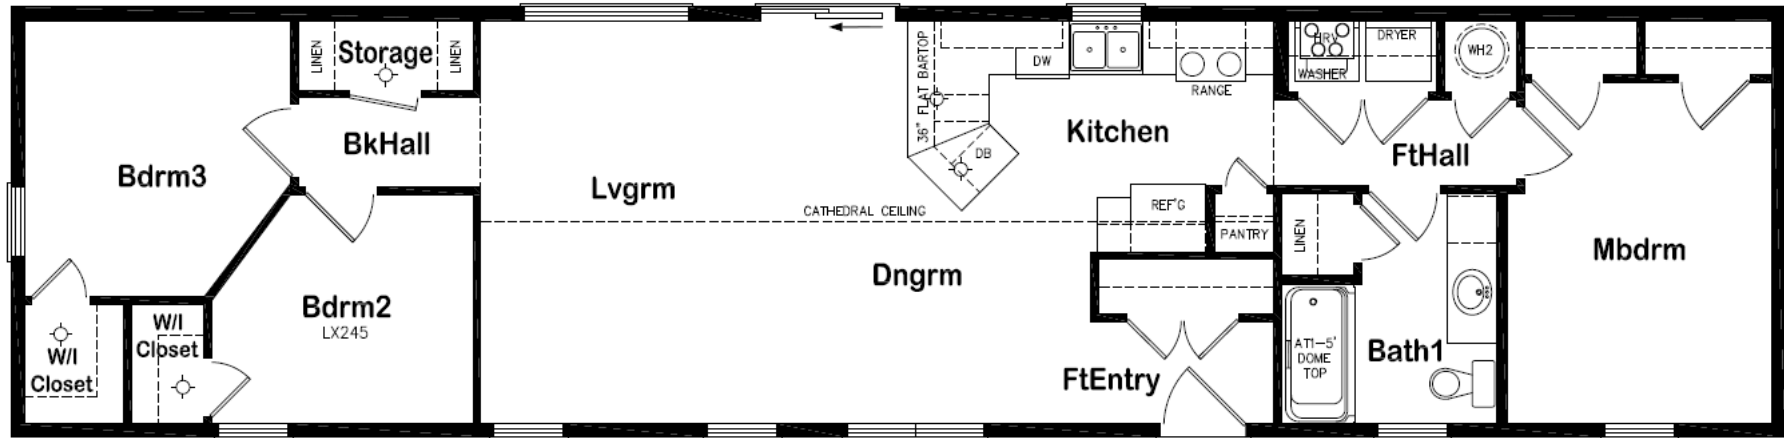 LINEN
Storage
LINEN
36" FLAT BARTOP
DW
RANGE
HRV
WASHER
DRYER
WH2
Bdrm3
BkHall
Lvgrm
DB
Kitchen
FtHall
CATHEDRAL CEILING
REF'G
PANTRY
LINEN
Mbdrm
Dngrm
Bdrm2
LX245
W/I
Closet
W/I
Closet
FtEntry
AT1-5'
DOME
TOP
Bath1